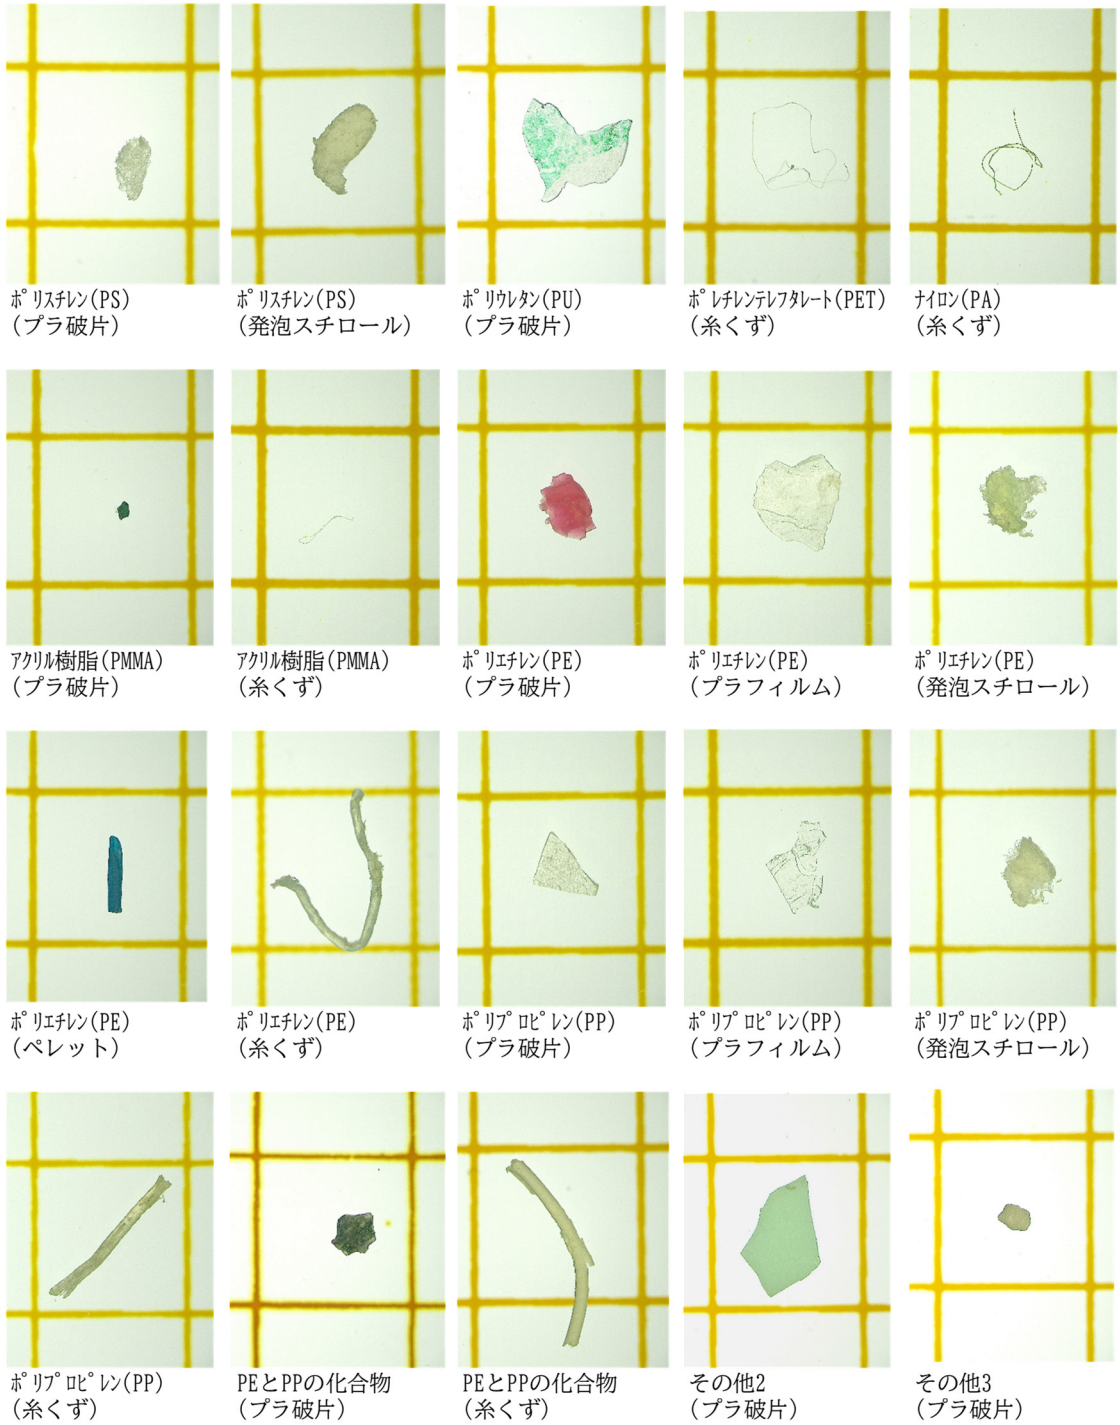 ﾎﾟﾘｽﾁﾚﾝ(PS)
（プラ破片）
ﾎﾟﾘｽﾁﾚﾝ(PS)
（発泡スチロール）
ﾎﾟﾘｳﾚﾀﾝ(PU)
（プラ破片）
ﾎﾟﾚﾁﾚﾝﾃﾚﾌﾀﾚｰﾄ(PET)
（糸くず）
ﾅｲﾛﾝ(PA)
（糸くず）
ｱｸﾘﾙ樹脂(PMMA)
（プラ破片）
ｱｸﾘﾙ樹脂(PMMA)
（糸くず）
ﾎﾟﾘｴﾁﾚﾝ(PE)
（プラ破片）
ﾎﾟﾘｴﾁﾚﾝ(PE)
（プラフィルム）
ﾎﾟﾘｴﾁﾚﾝ(PE)
（発泡スチロール）
ﾎﾟﾘｴﾁﾚﾝ(PE)
（ペレット）
ﾎﾟﾘｴﾁﾚﾝ(PE)
（糸くず）
ﾎﾟﾘﾌﾟﾛﾋﾟﾚﾝ(PP)
（プラ破片）
ﾎﾟﾘﾌﾟﾛﾋﾟﾚﾝ(PP)
（プラフィルム）
ﾎﾟﾘﾌﾟﾛﾋﾟﾚﾝ(PP)
（発泡スチロール）
ﾎﾟﾘﾌﾟﾛﾋﾟﾚﾝ(PP)
（糸くず）
PEとPPの化合物
（プラ破片）
PEとPPの化合物
（糸くず）
その他2
（プラ破片）
その他3
（プラ破片）